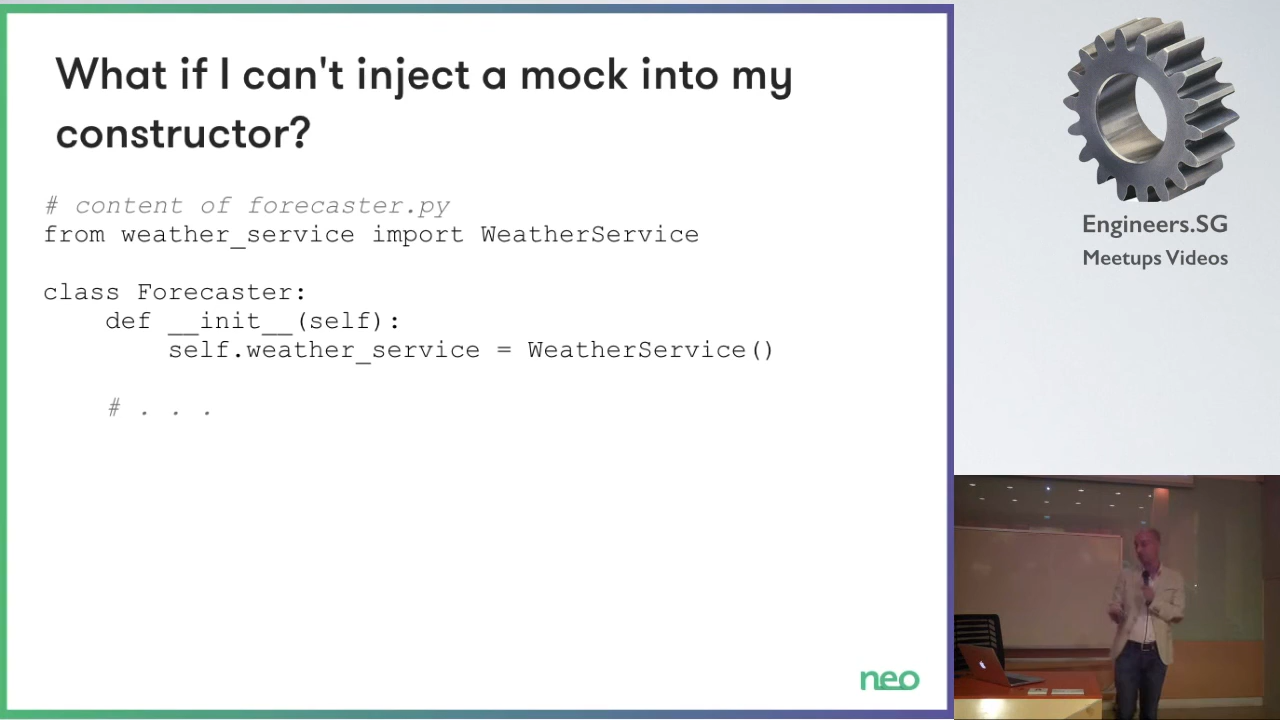 What if I can't inject a mock into my
constructor?
# content of forecaster.py
from weather_service import WeatherService
class Forecaster:
def __init__(self):
self.weather_service = WeatherService()
# . . .
neo
Engineers.SG
Meetups Videos